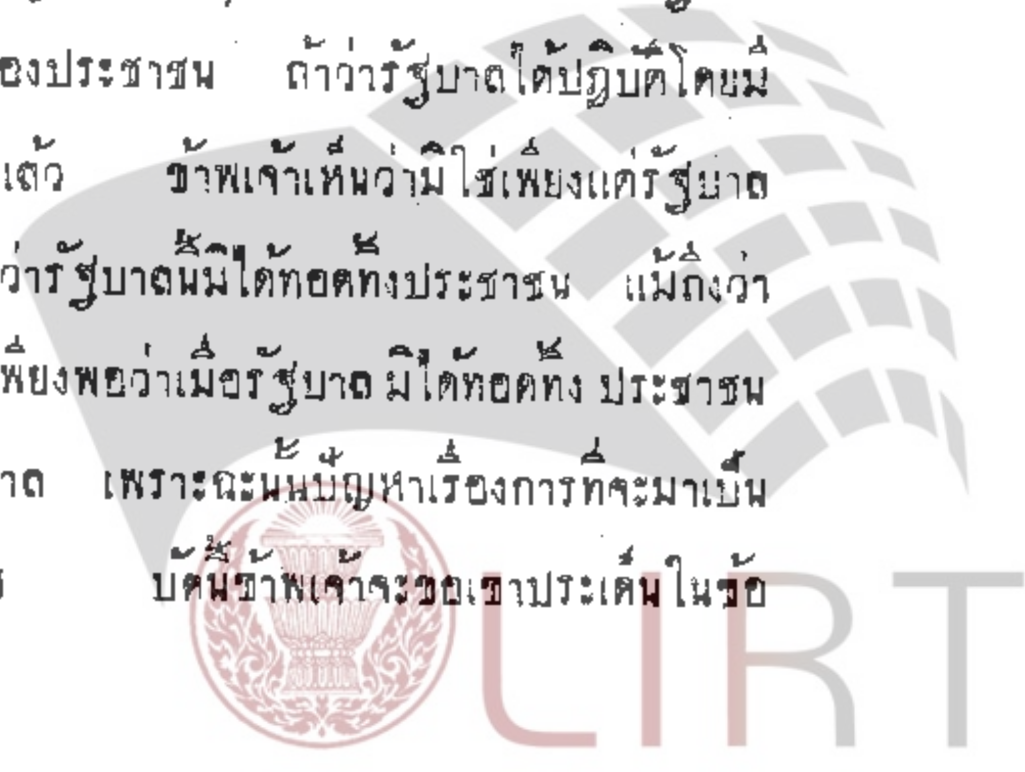 องประชาชน ถ้าว่ารัฐบาลได้ปฏิบัติโดยมี
แล้ว ข้าพเจ้าเห็นว่ามิใช่เพียงแค่รัฐบาล
ว่ารัฐบาลนี้มิได้ทอดทิ้งประชาชน แม้ถึงว่า
พียงพอว่าเมื่อรัฐบาล มิได้ทอดทิ้ง ประชาชน
าล เพราะฉะนั้นปัญหาเรื่องการที่จะมาเป็น
บัดนี้ข้าพเจ้าจะขอเอาประเด็นในข้อ
LIRT